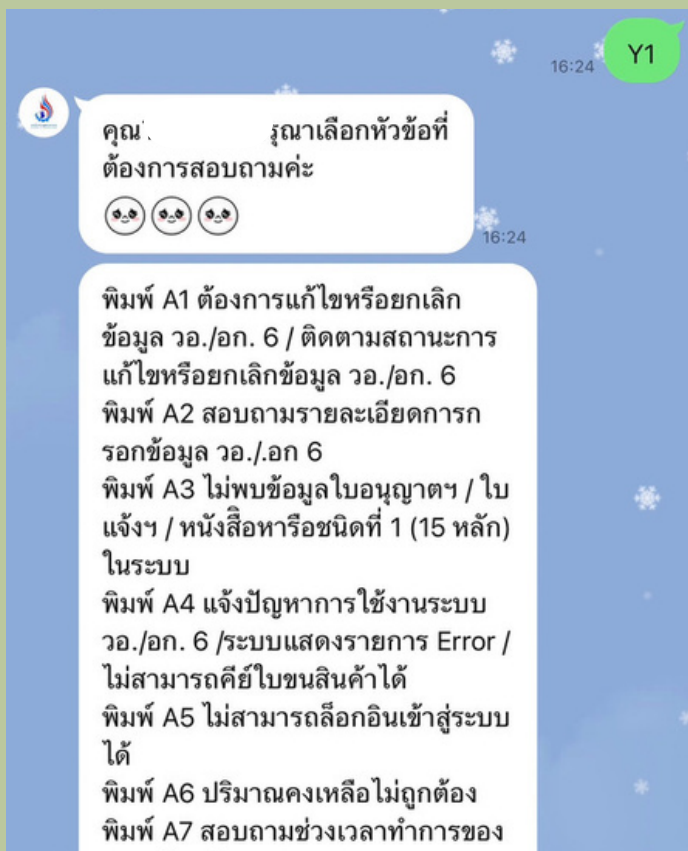 Y1
16:24
คุณ รุณาเลือกหัวข้อที่
ต้องการสอบถามค่ะ
16:24
พิมพ์ A1 ต้องการแก้ไขหรือยกเลิก
ข้อมูล วอ./อก. 6 / ติดตามสถานะการ
แก้ไขหรือยกเลิกข้อมูล วอ./อก. 6
พิมพ์ A2 สอบถามรายละเอียดการก
รอกข้อมูล วอ./.อก 6
พิมพ์ A3 ไม่พบข้อมูลใบอนุญาตฯ / ใบ
แจ้งฯ / หนังสือหารือชนิดที่ 1 (15 หลัก)
ในระบบ
พิมพ์ A4 แจ้งปัญหาการใช้งานระบบ
วอ./อก. 6 /ระบบแสดงรายการ Error /
ไม่สามารถคีย์ใบขนสินค้าได้
พิมพ์ A5 ไม่สามารถล็อกอินเข้าสู่ระบบ
ได้
พิมพ์ A6 ปริมาณคงเหลือไม่ถูกต้อง
พิมพ์ A7 สอบถามช่วงเวลาทำการของ